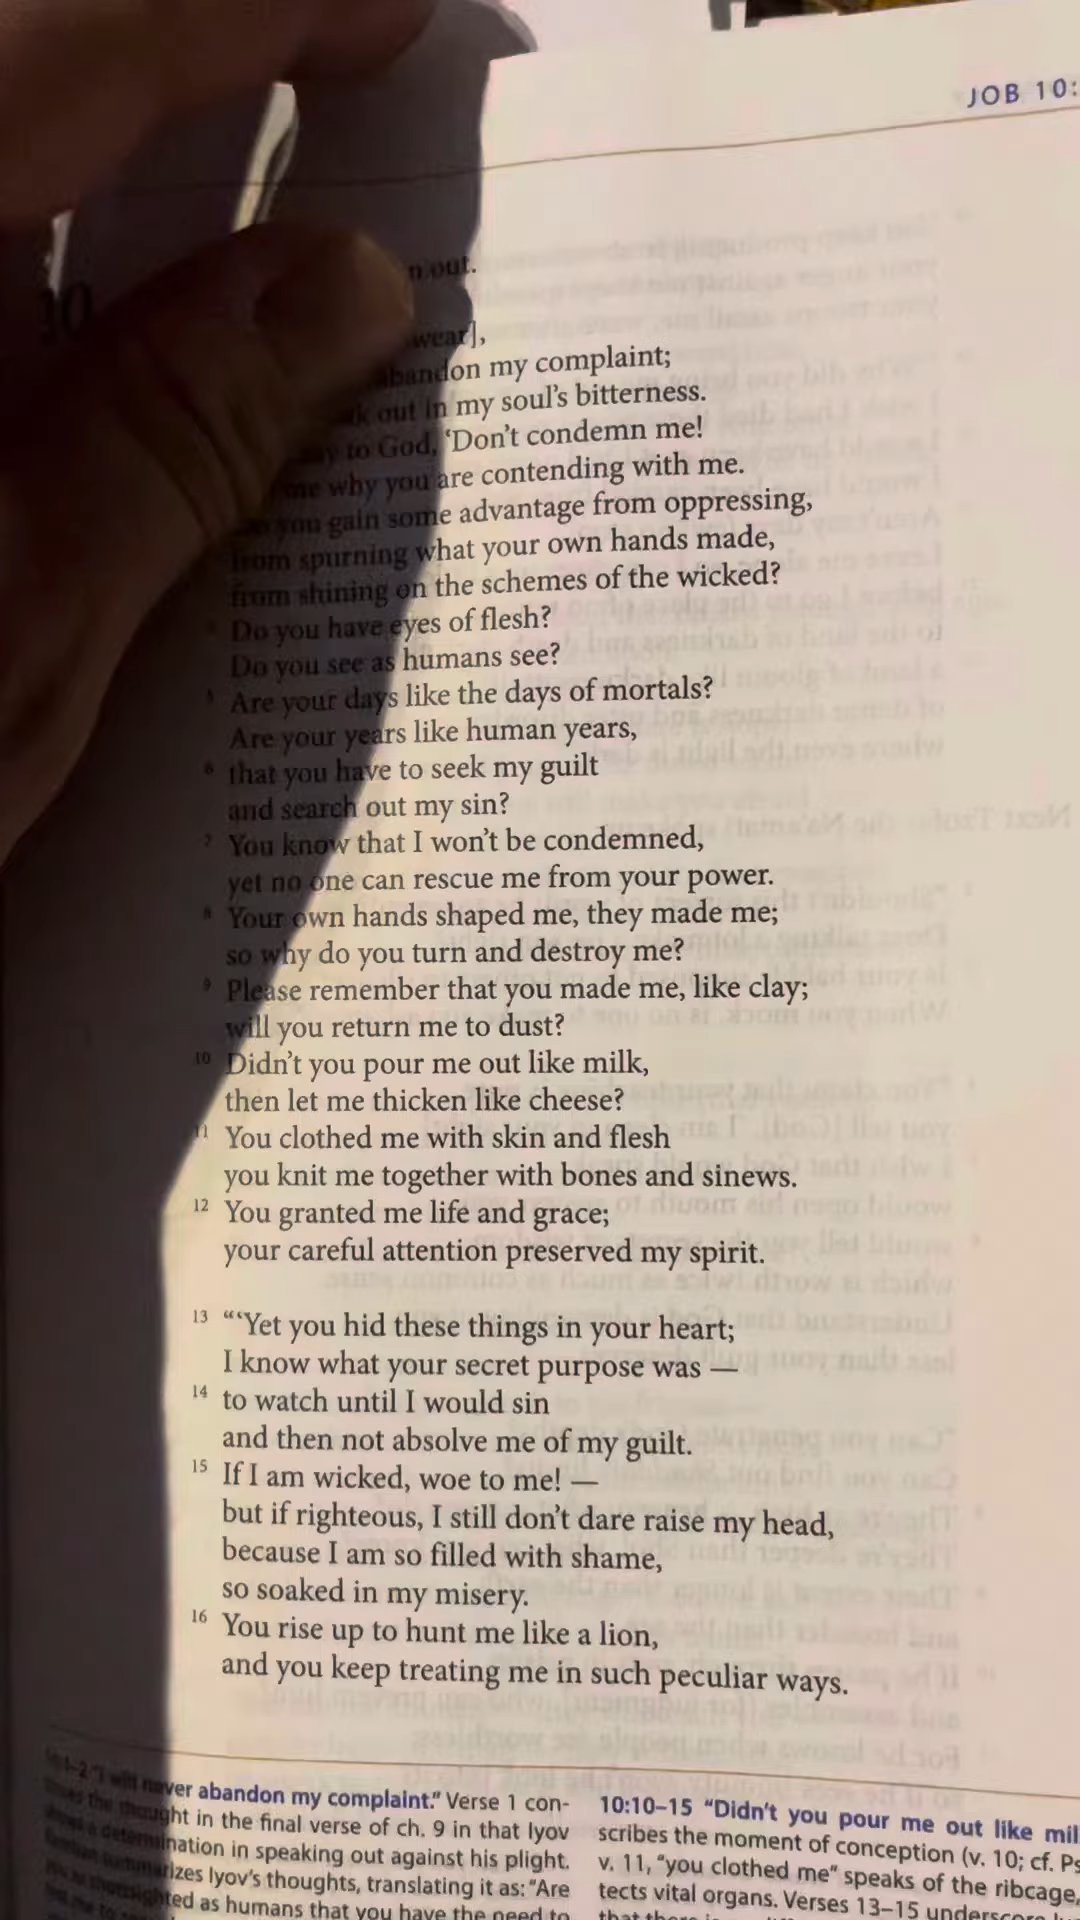 JOB 10:
out.
10
wear],
abandon my complaint;
out in my soul's bitterness.
to God, 'Don't condemn me!
me why you are contending with me.
you gain some advantage from oppressing,
from spurning what your own hands made,
from shining on the schemes of the wicked?
Do you have eyes of flesh?
Do you see as humans see?
5 Are your days like the days of mortals?
Are your years like human years,
6 that you have to seek my guilt
and search out my sin?
7 You know that I won't be condemned,
yet no one can rescue me from your power.
8 Your own hands shaped me, they made me;
so why do you turn and destroy me?
9 Please remember that you made me, like clay;
will you return me to dust?
10 Didn't you pour me out like milk,
then let me thicken like cheese?
11 You clothed me with skin and flesh
you knit me together with bones and sinews.
12 You granted me life and grace;
your careful attention preserved my spirit.
13 "'Yet you hid these things in your heart;
I know what your secret purpose was —
14 to watch until I would sin
and then not absolve me of my guilt.
15 If I am wicked, woe to me! —
but if righteous, I still don't dare raise my head,
because I am so filled with shame,
so soaked in my misery.
16 You rise up to hunt me like a lion,
and you keep treating me in such peculiar ways.
"I will never abandon my complaint." Verse 1 con-
the thought in the final verse of ch. 9 in that Iyov
a determination in speaking out against his plight.
summarizes Iyov's thoughts, translating it as: "Are
as humans that you have the need to
10:10–15 "Didn't you pour me out like mil
scribes the moment of conception (v. 10; cf. Ps
v. 11, "you clothed me" speaks of the ribcage,
tects vital organs. Verses 13–15 underscore